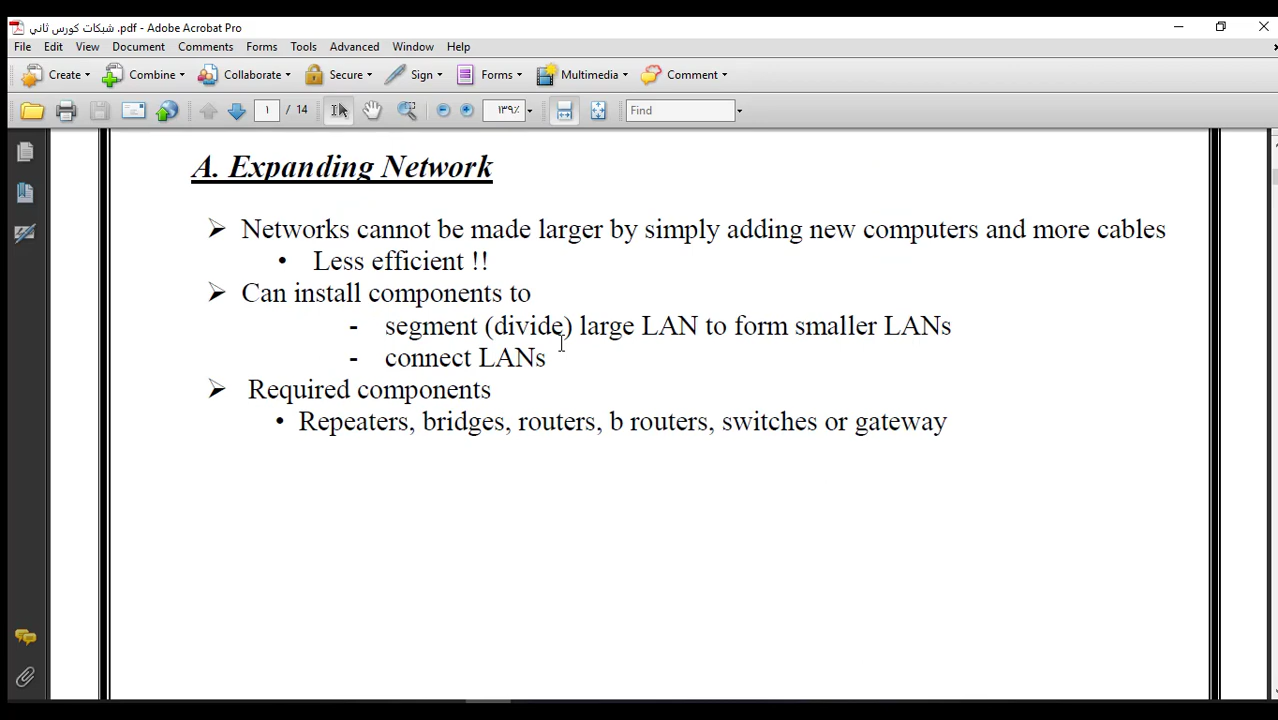 شبكات كورس ثاني .pdf - Adobe Acrobat Pro
File Edit View Document Comments Forms Tools Advanced Window Help
Create Combine Collaborate Secure Sign Forms Multimedia Comment
١ / 14 ١٣٩٪ Find
A. Expanding Network
➢ Networks cannot be made larger by simply adding new computers and more cables
• Less efficient !!
➢ Can install components to
- segment (divide) large LAN to form smaller LANs
- connect LANs
➢ Required components
• Repeaters, bridges, routers, b routers, switches or gateway